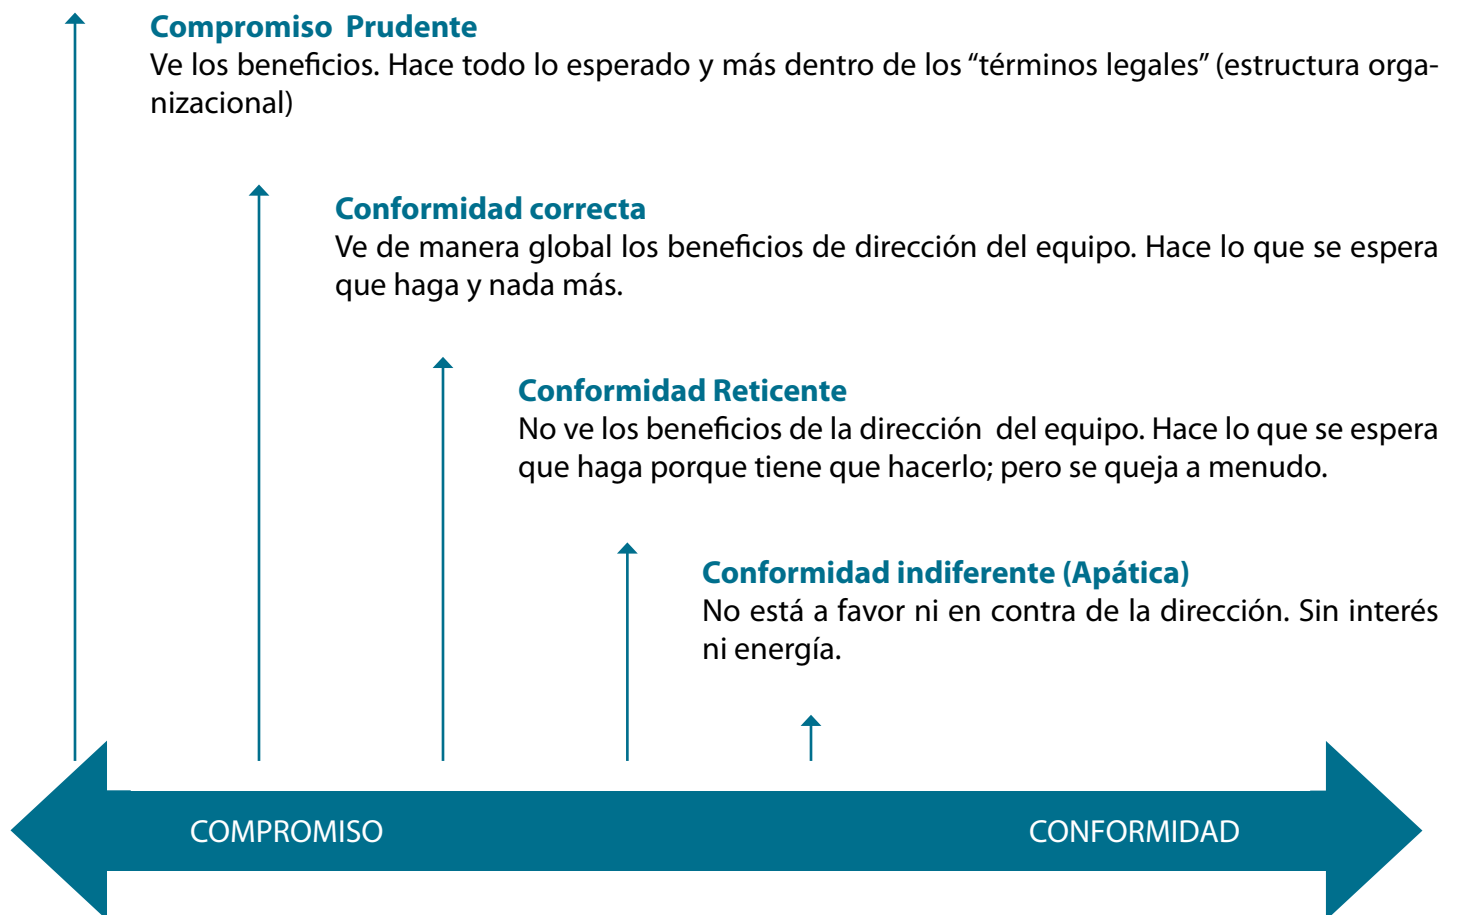 Compromiso  Prudente
Ve los beneficios. Hace todo lo esperado y más dentro de los “términos legales” (estructura orga-
nizacional)
Conformidad correcta
Ve de manera global los beneficios de dirección del equipo. Hace lo que se espera
que haga y nada más.
Conformidad Reticente
No ve los beneficios de la dirección  del equipo. Hace lo que se espera
que haga porque tiene que hacerlo; pero se queja a menudo.
Conformidad indiferente (Apática)
No está a favor ni en contra de la dirección. Sin interés
ni energía.
COMPROMISO
CONFORMIDAD